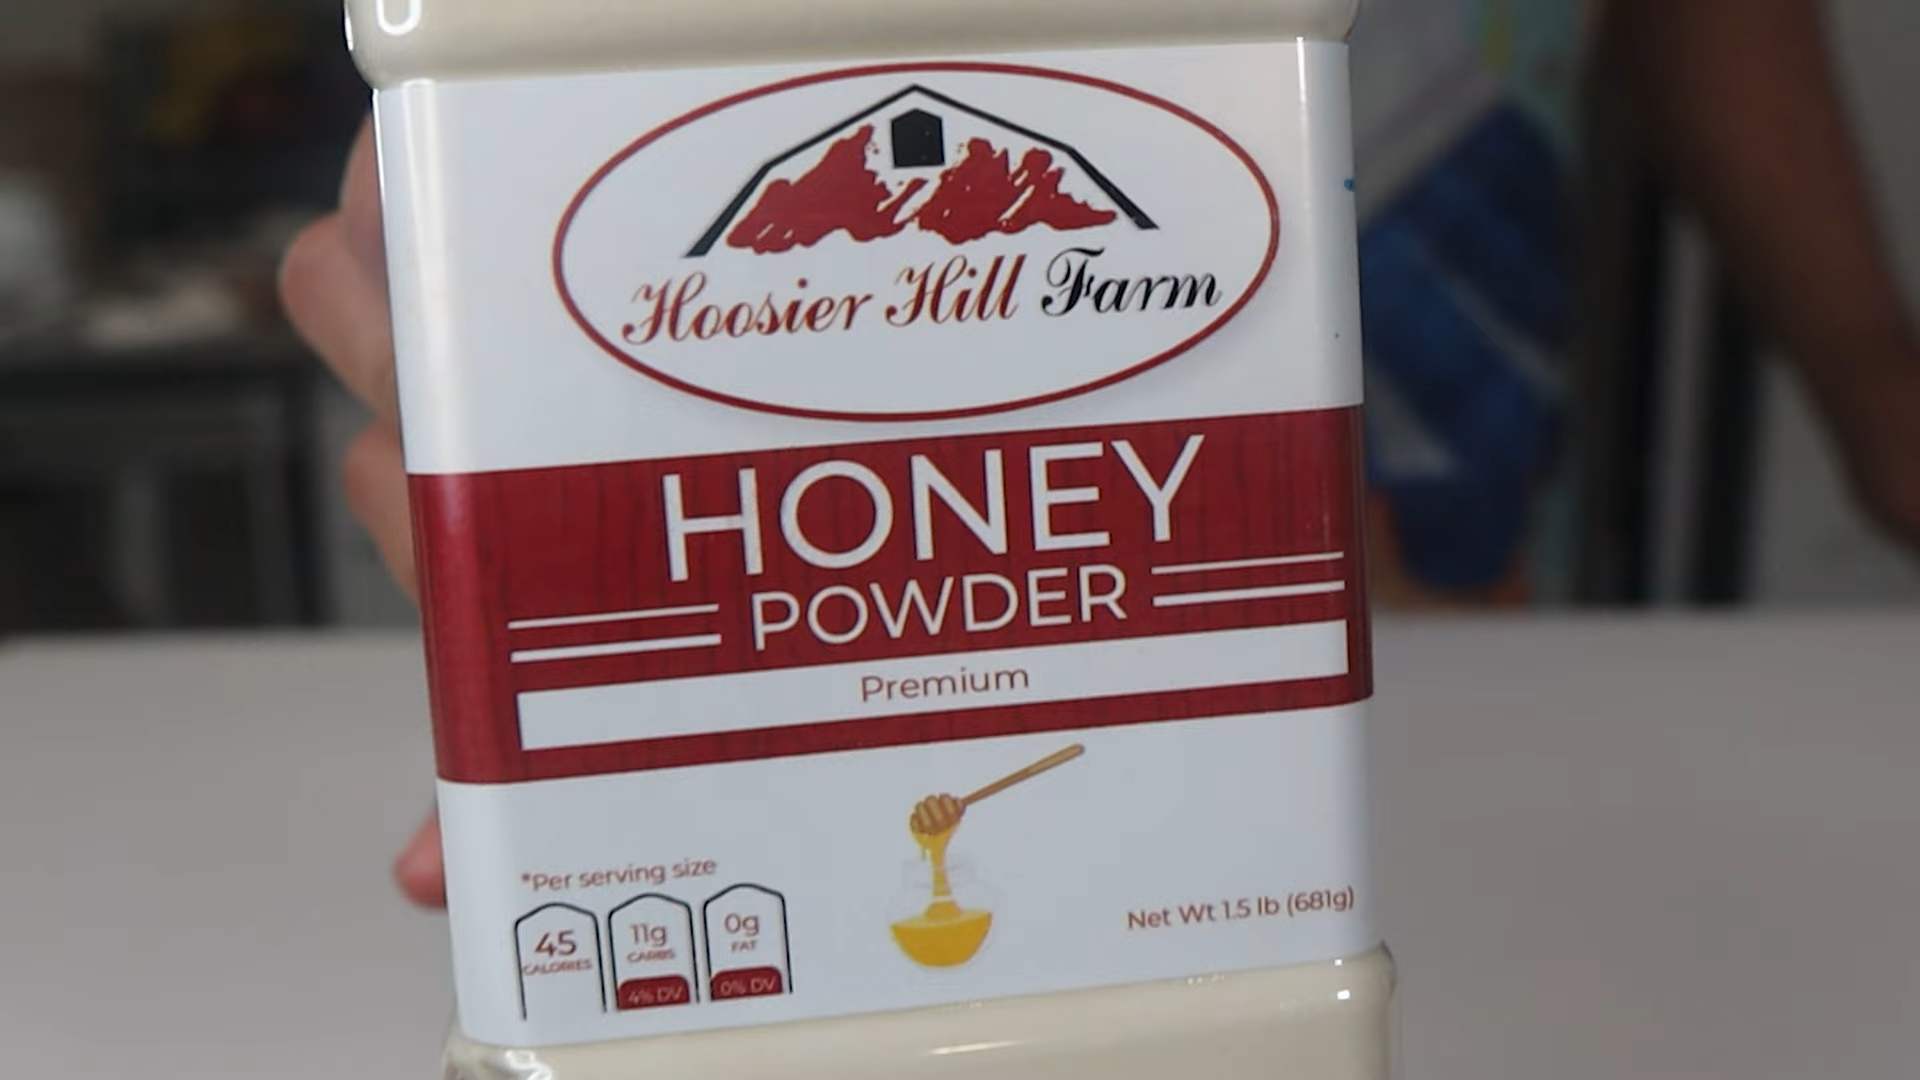 Hoosier Hill Farm
HONEY
POWDER
Premium
*Per serving size
45
CALORIES
11g
CARBS
4% DV
0g
FAT
0% DV
Net Wt 1.5 lb (681g)